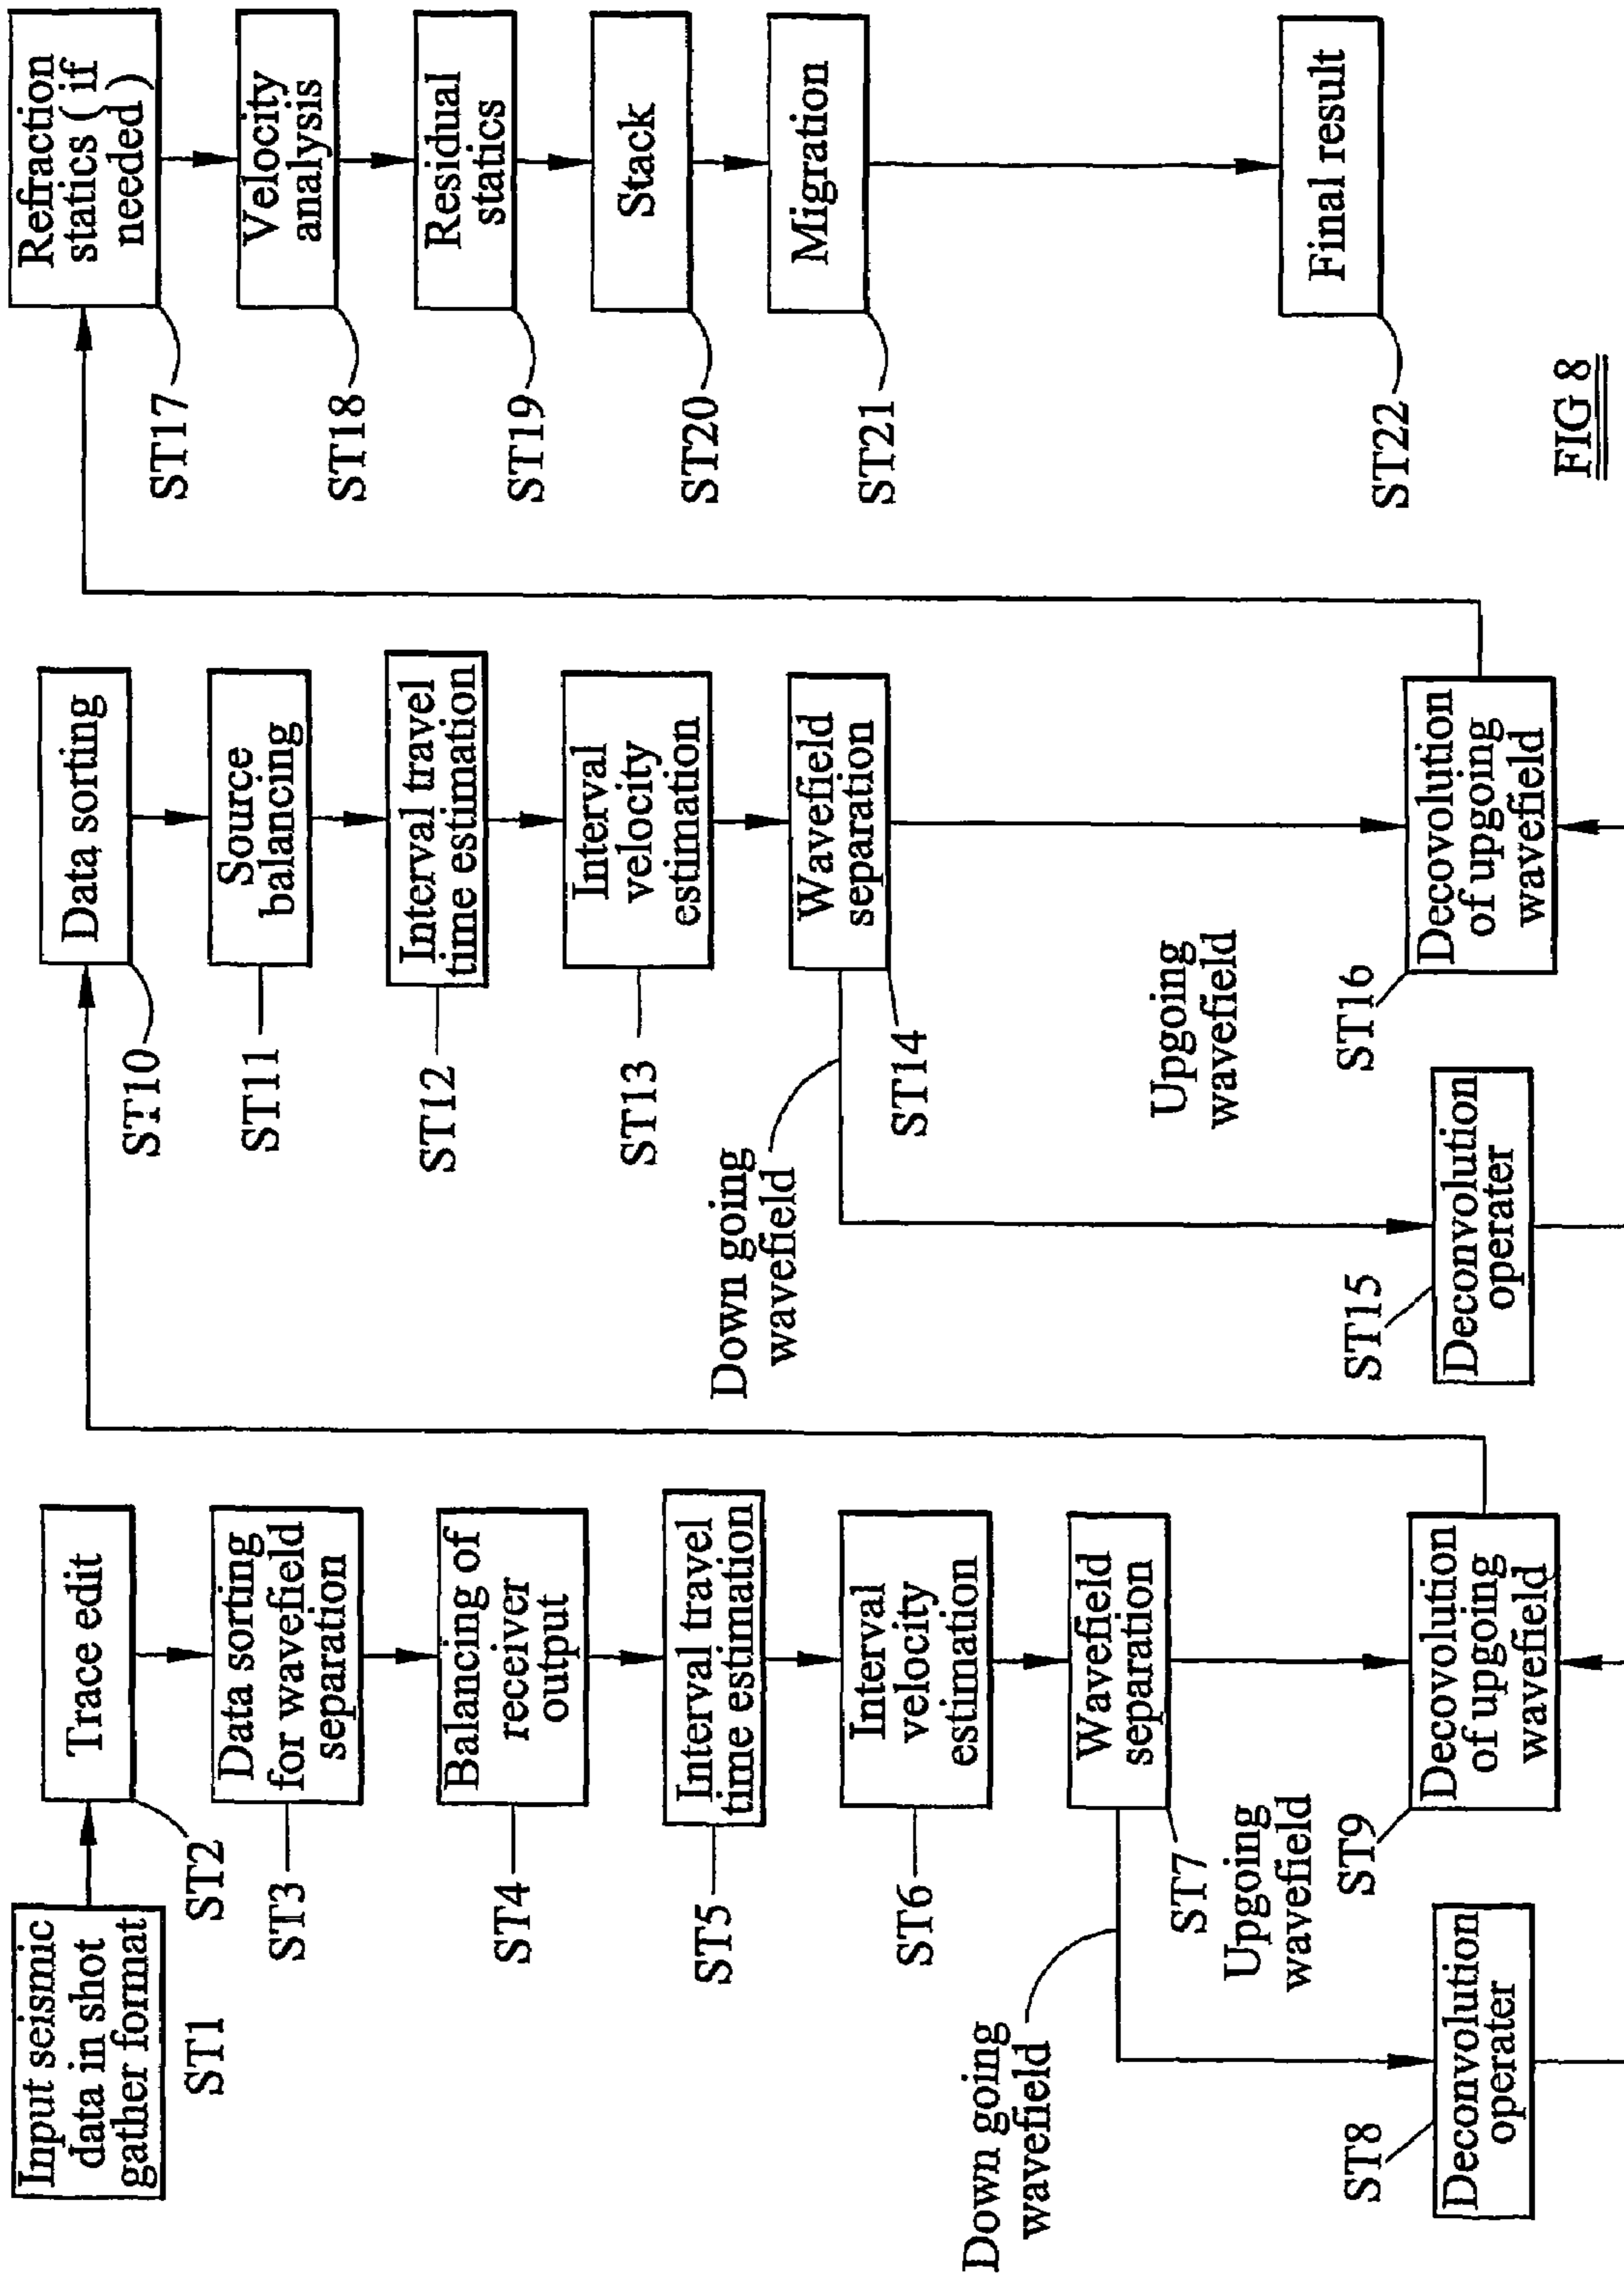 Input seismic
data in shot
gather format
ST1
Trace edit
ST2
Data sorting
for wavefield
separation
ST3
Balancing of
receiver
output
ST4
Interval travel
time estimation
ST5
Interval
velocity
estimation
ST6
Wavefield
separation
ST7
Down going
wavefield
Upgoing
wavefield
Deconvolution
operater
ST8
Decovolution
of upgoing
wavefield
ST9
Data sorting
ST10
Source
balancing
ST11
Interval travel
time estimation
ST12
Interval
velocity
estimation
ST13
Wavefield
separation
ST14
Down going
wavefield
Upgoing
wavefield
Deconvolution
operater
ST15
Decovolution
of upgoing
wavefield
ST16
Refraction
statics ( if
needed )
ST17
Velocity
analysis
ST18
Residual
statics
ST19
Stack
ST20
Migration
ST21
Final result
ST22
FIG 8